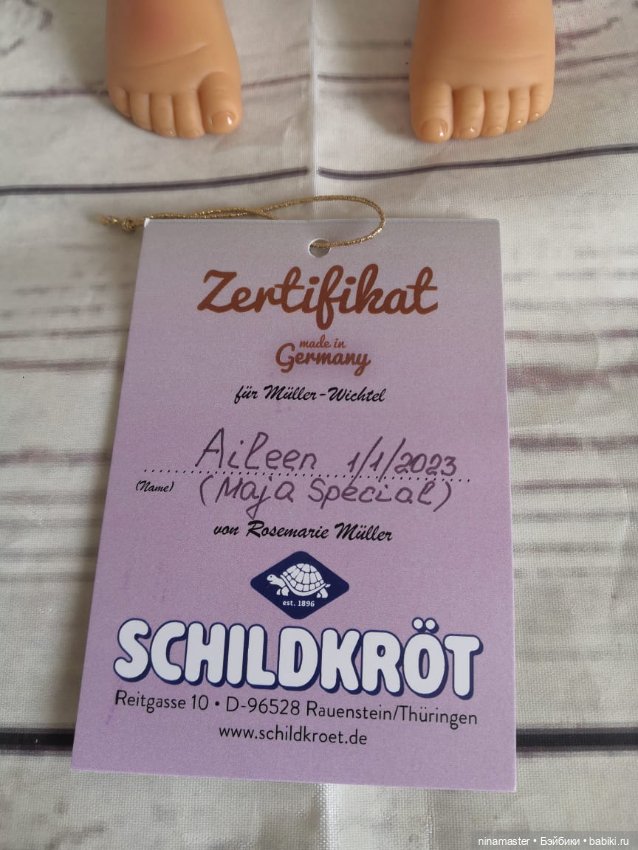 Zertifikat
made in
Germany
für Müller-Wichtel
Aileen 1/1/2023
(Name) (Maja Special)
von Rosemarie Müller
est. 1896
SCHILDKRÖT
Reitgasse 10 • D-96528 Rauenstein/Thüringen
www.schildkroet.de
ninamaster • Бэйбики • babiki.ru